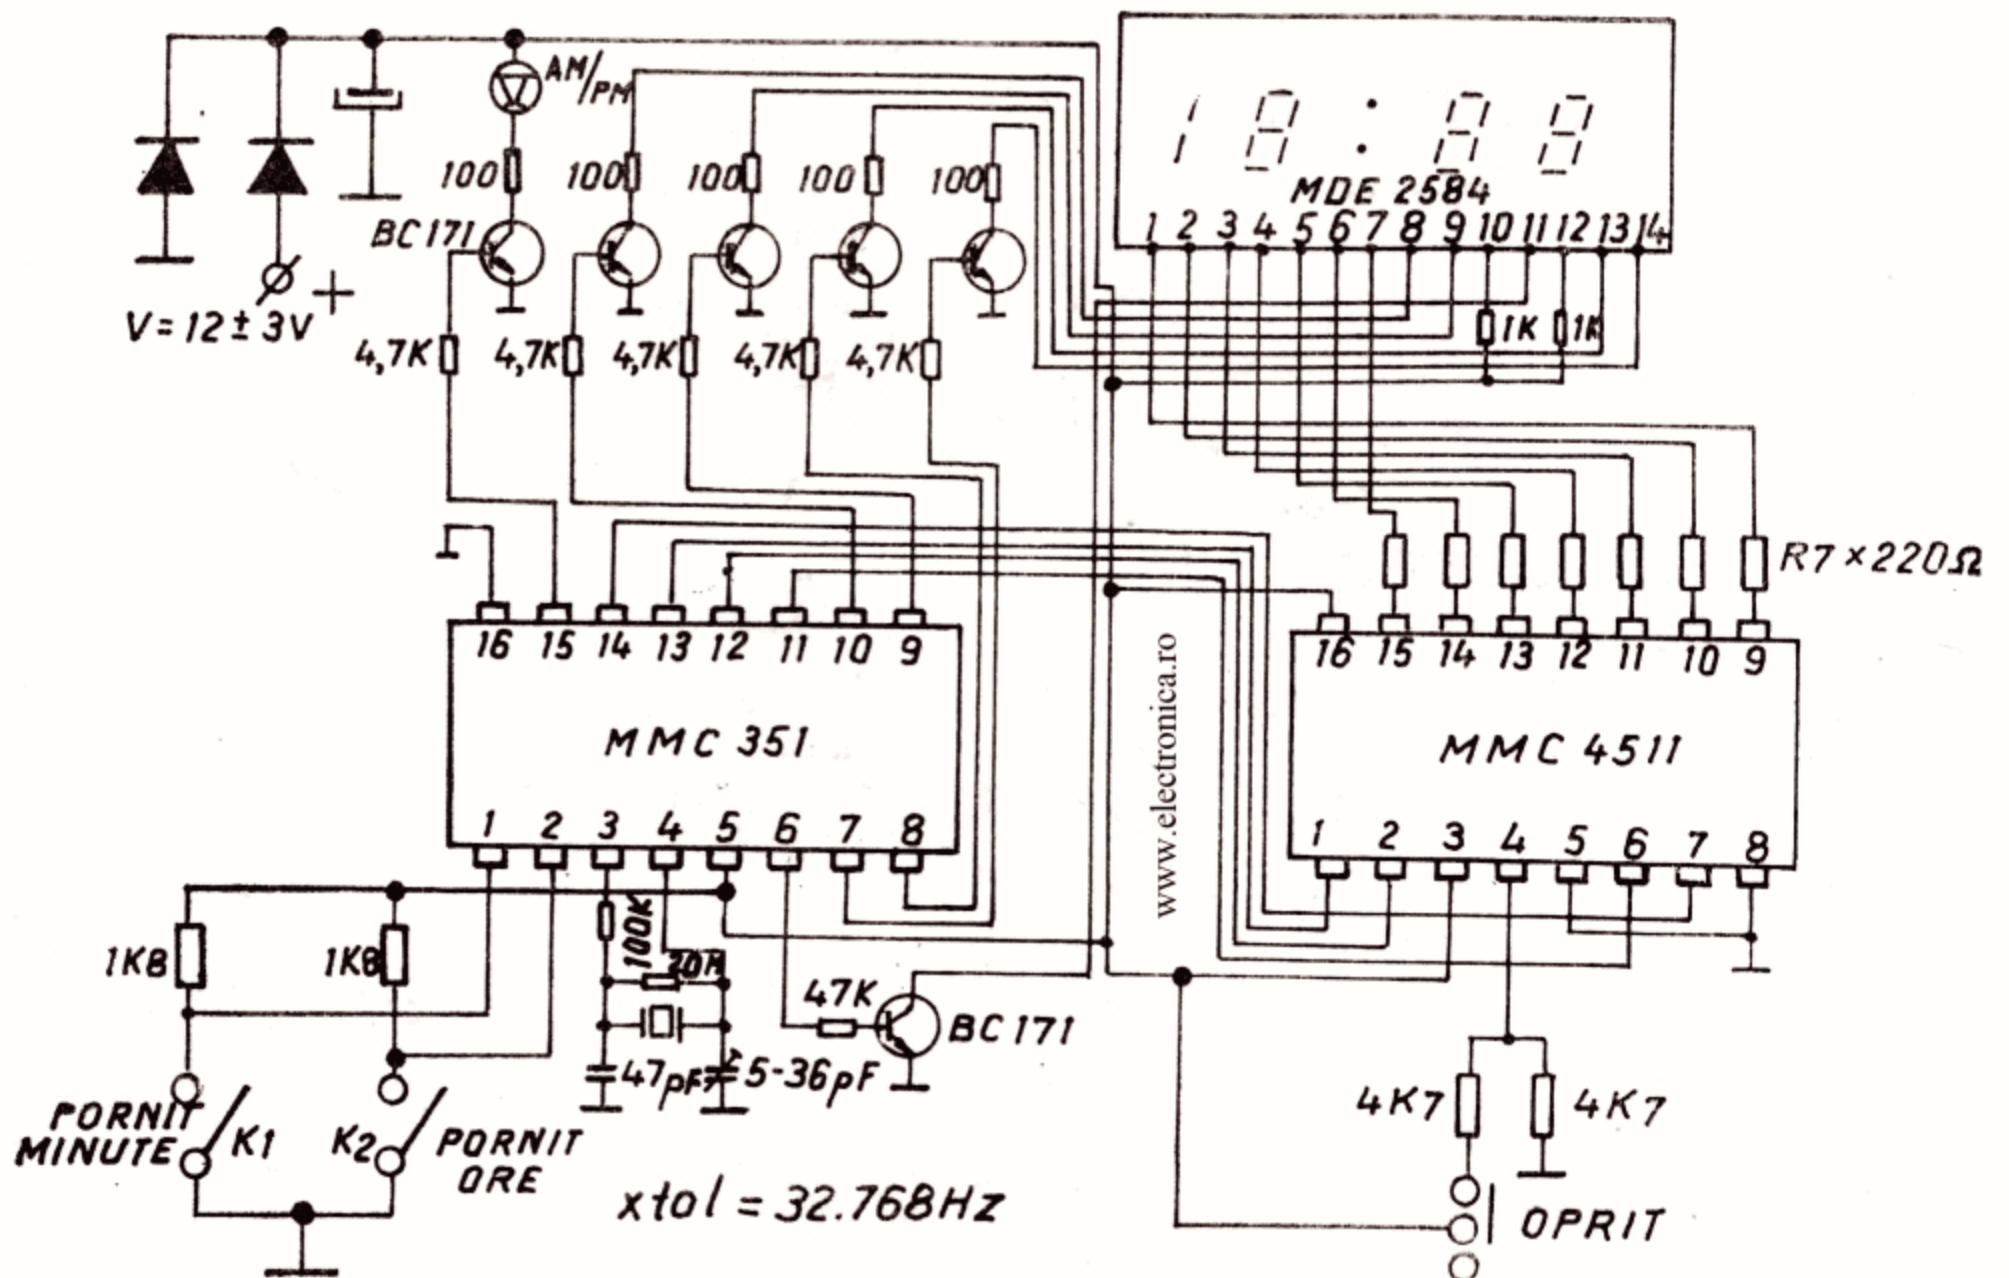 AM/PM
100 100 100 100 100
BC171
V=12±3V +
4,7K 4,7K 4,7K 4,7K 4,7K
18:88
MDE 2584
1 2 3 4 5 6 7 8 9 10 11 12 13 14
1K 1K
R7×220Ω
16 15 14 13 12 11 10 9
MMC 351
1 2 3 4 5 6 7 8
16 15 14 13 12 11 10 9
MMC 4511
1 2 3 4 5 6 7 8
www.electronica.ro
1K8 1K8
100K
20M
47K
BC171
47pF
5-36pF
PORNIT
MINUTE
K1
K2
PORNIT
ORE
xtol = 32.768Hz
4K7 4K7
OPRIT